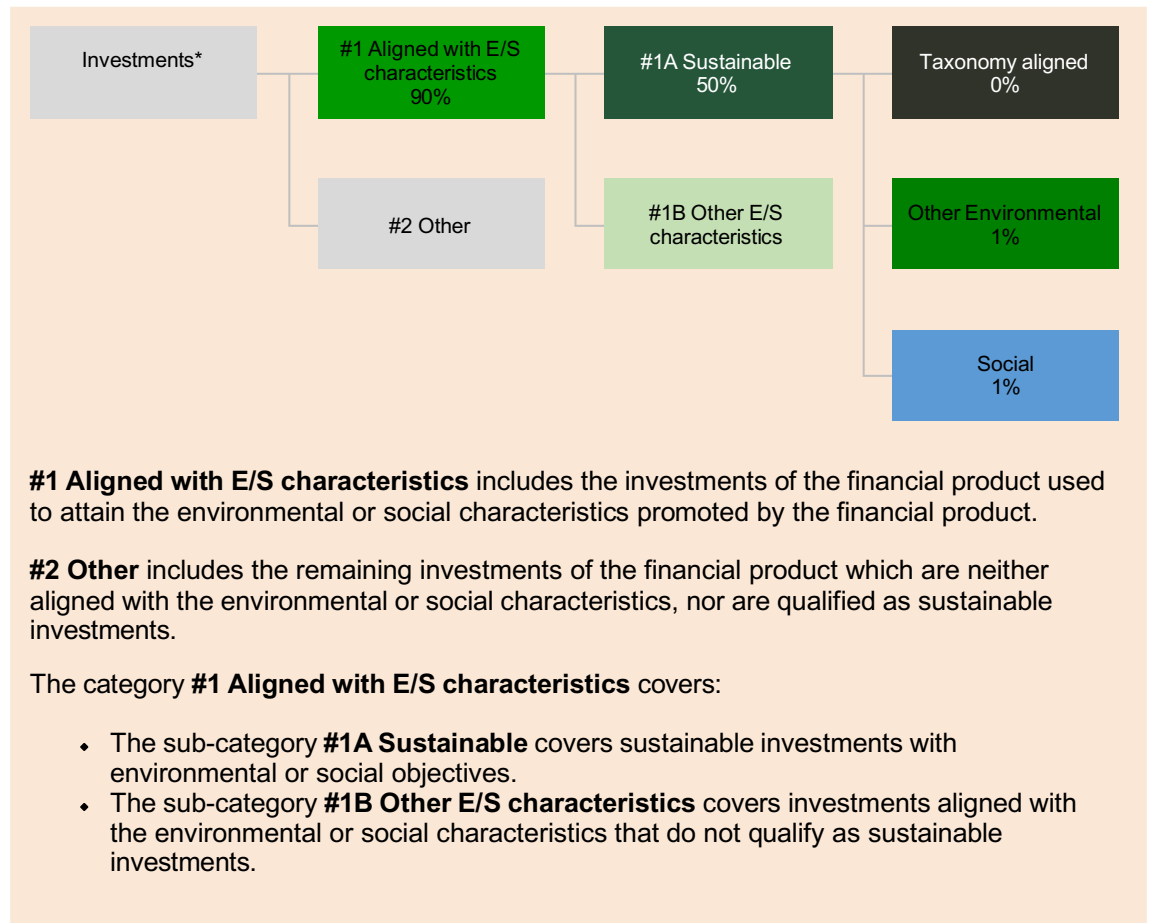 Investments*
#1 Aligned with E/S
characteristics
90%
#1A Sustainable
50%
Taxonomy aligned
0%
#2 Other
#1B Other E/S
characteristics
Other Environmental
1%
Social
1%
#1 Aligned with E/S characteristics includes the investments of the financial product used
to attain the environmental or social characteristics promoted by the financial product.
#2 Other includes the remaining investments of the financial product which are neither
aligned with the environmental or social characteristics, nor are qualified as sustainable
investments.
The category #1 Aligned with E/S characteristics covers:
⬩ The sub-category #1A Sustainable covers sustainable investments with
environmental or social objectives.
⬩ The sub-category #1B Other E/S characteristics covers investments aligned with
the environmental or social characteristics that do not qualify as sustainable
investments.